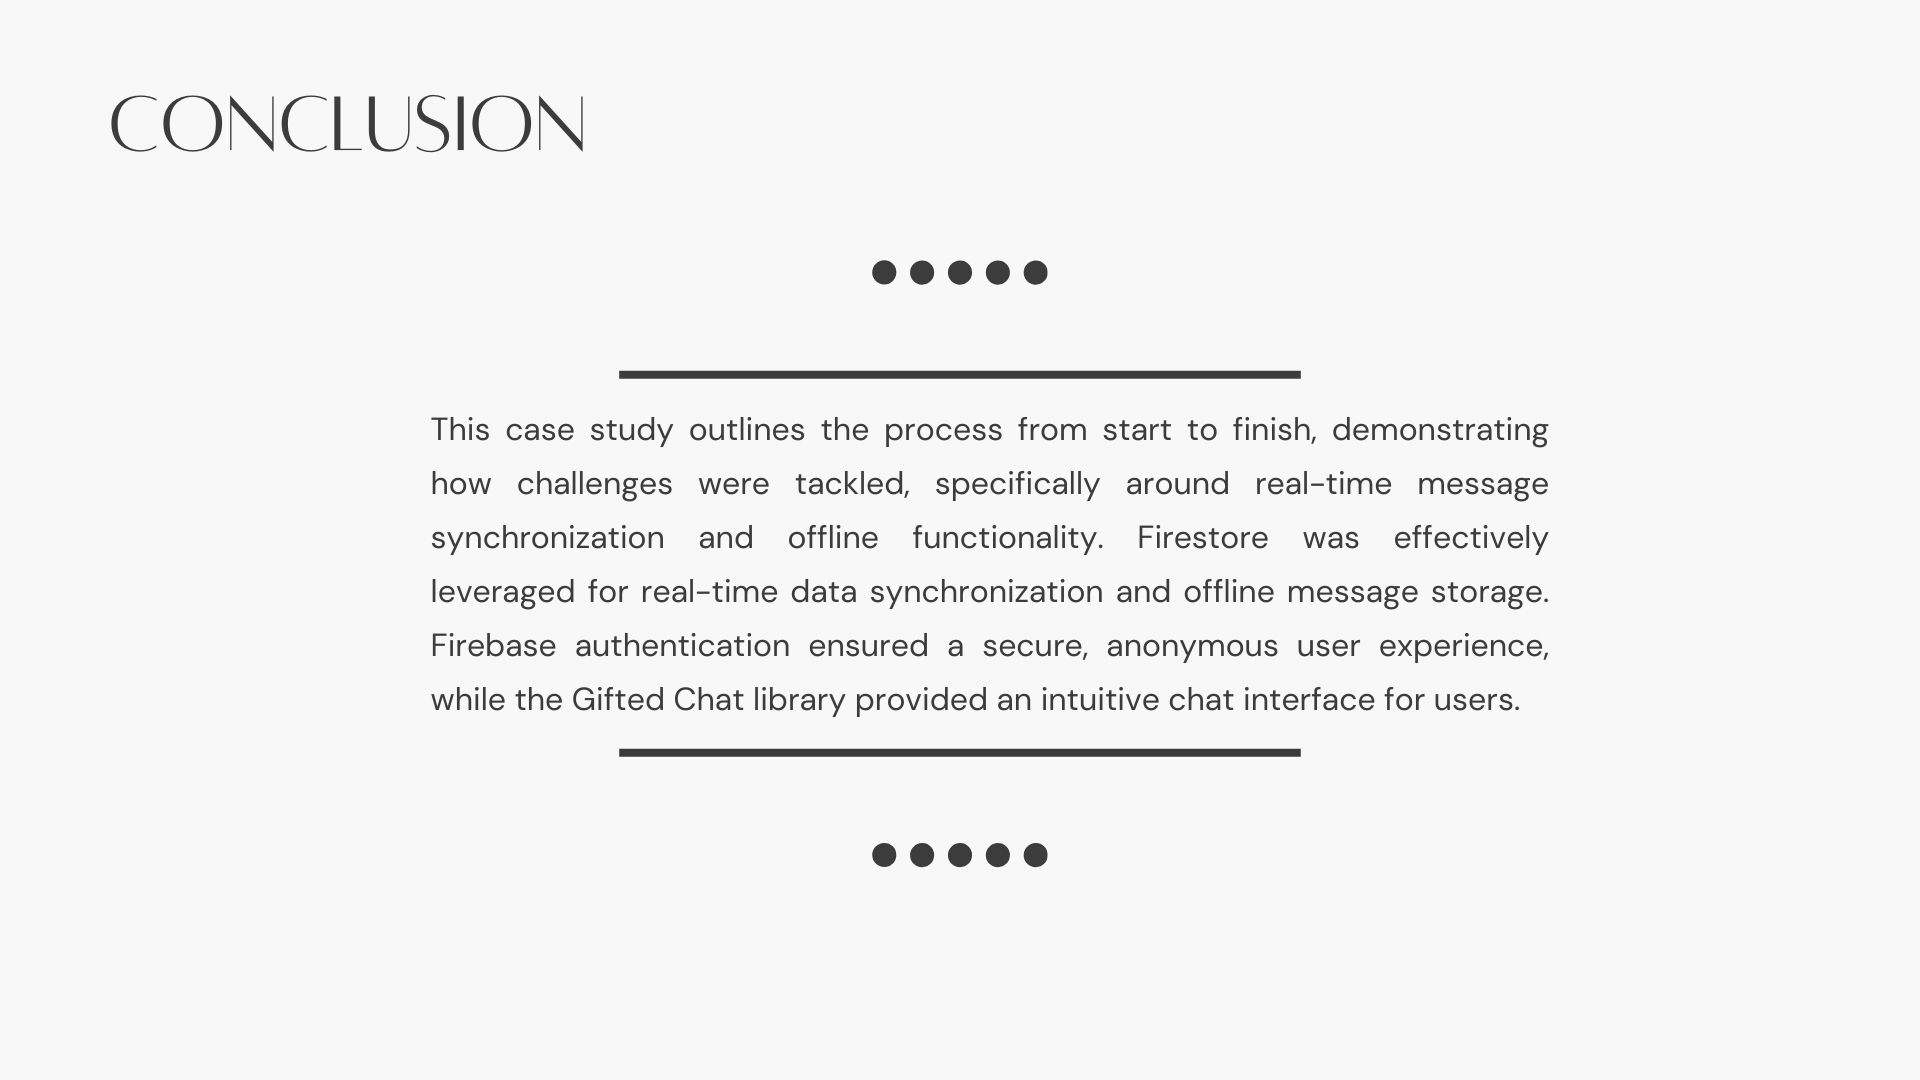 CONCLUSION
This case study outlines the process from start to finish, demonstrating
how challenges were tackled, specifically around real-time message
synchronization and offline functionality. Firestore was effectively
leveraged for real-time data synchronization and offline message storage.
Firebase authentication ensured a secure, anonymous user experience,
while the Gifted Chat library provided an intuitive chat interface for users.